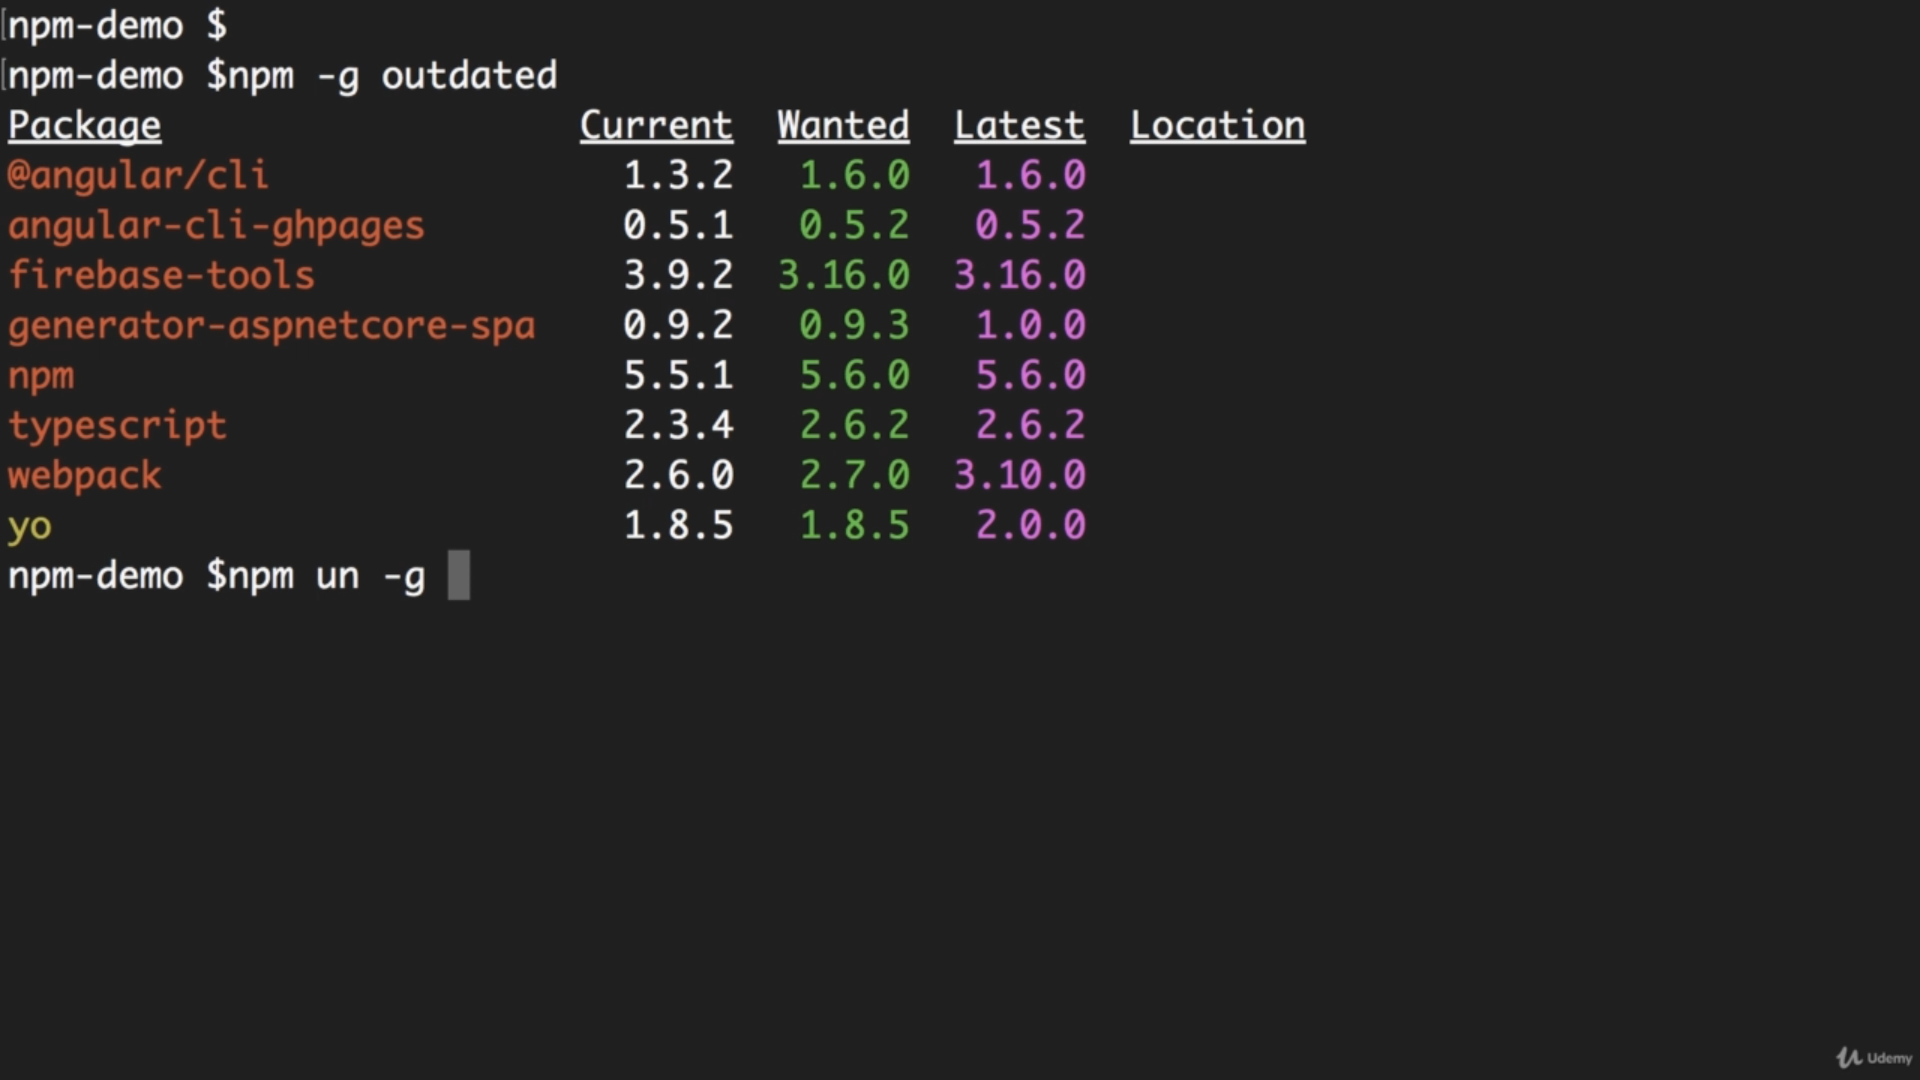 npm-demo $
npm-demo $npm -g outdated
Package Current Wanted Latest Location
@angular/cli 1.3.2 1.6.0 1.6.0
angular-cli-ghpages 0.5.1 0.5.2 0.5.2
firebase-tools 3.9.2 3.16.0 3.16.0
generator-aspnetcore-spa 0.9.2 0.9.3 1.0.0
npm 5.5.1 5.6.0 5.6.0
typescript 2.3.4 2.6.2 2.6.2
webpack 2.6.0 2.7.0 3.10.0
yo 1.8.5 1.8.5 2.0.0
npm-demo $npm un -g
Udemy